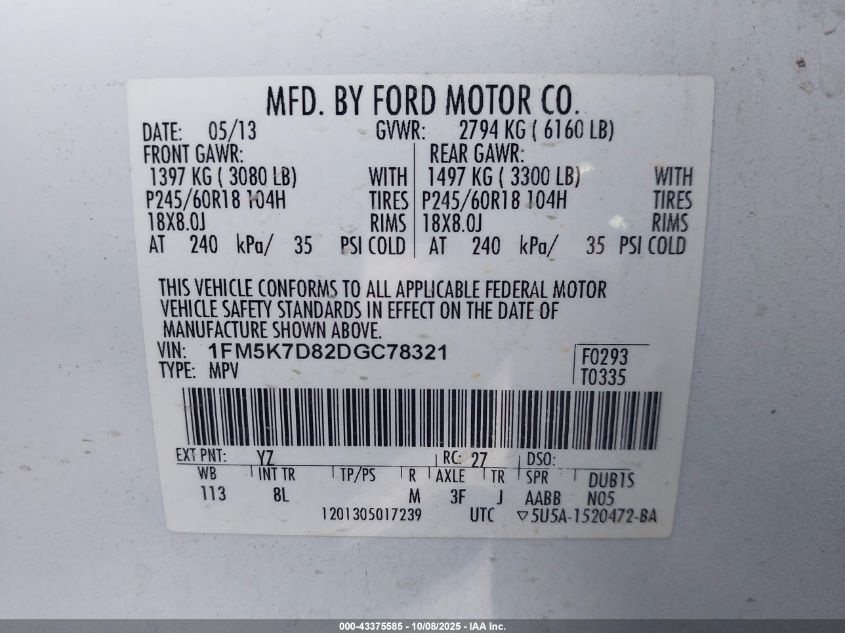 MFD. BY FORD MOTOR CO.
DATE: 05/13 GVWR: 2794 KG ( 6160 LB)
FRONT GAWR: REAR GAWR:
1397 KG ( 3080 LB) WITH 1497 KG ( 3300 LB) WITH
P245/60R18 104H TIRES P245/60R18 104H TIRES
18X8.0J RIMS 18X8.0J RIMS
AT 240 kPa/ 35 PSI COLD AT 240 kPa/ 35 PSI COLD
THIS VEHICLE CONFORMS TO ALL APPLICABLE FEDERAL MOTOR
VEHICLE SAFETY STANDARDS IN EFFECT ON THE DATE OF
MANUFACTURE SHOWN ABOVE.
VIN: 1FM5K7D82DGC78321 F0293
TYPE: MPV T0335
EXT PNT: YZ RC: 27 DSO:
WB INT TR TP/PS R AXLE TR SPR DUB1S
113 8L M 3F J AABB N05
1201305017239 UTC ▽5U5A-1520472-BA
000-43375585 - 10/08/2025 - IAA Inc.